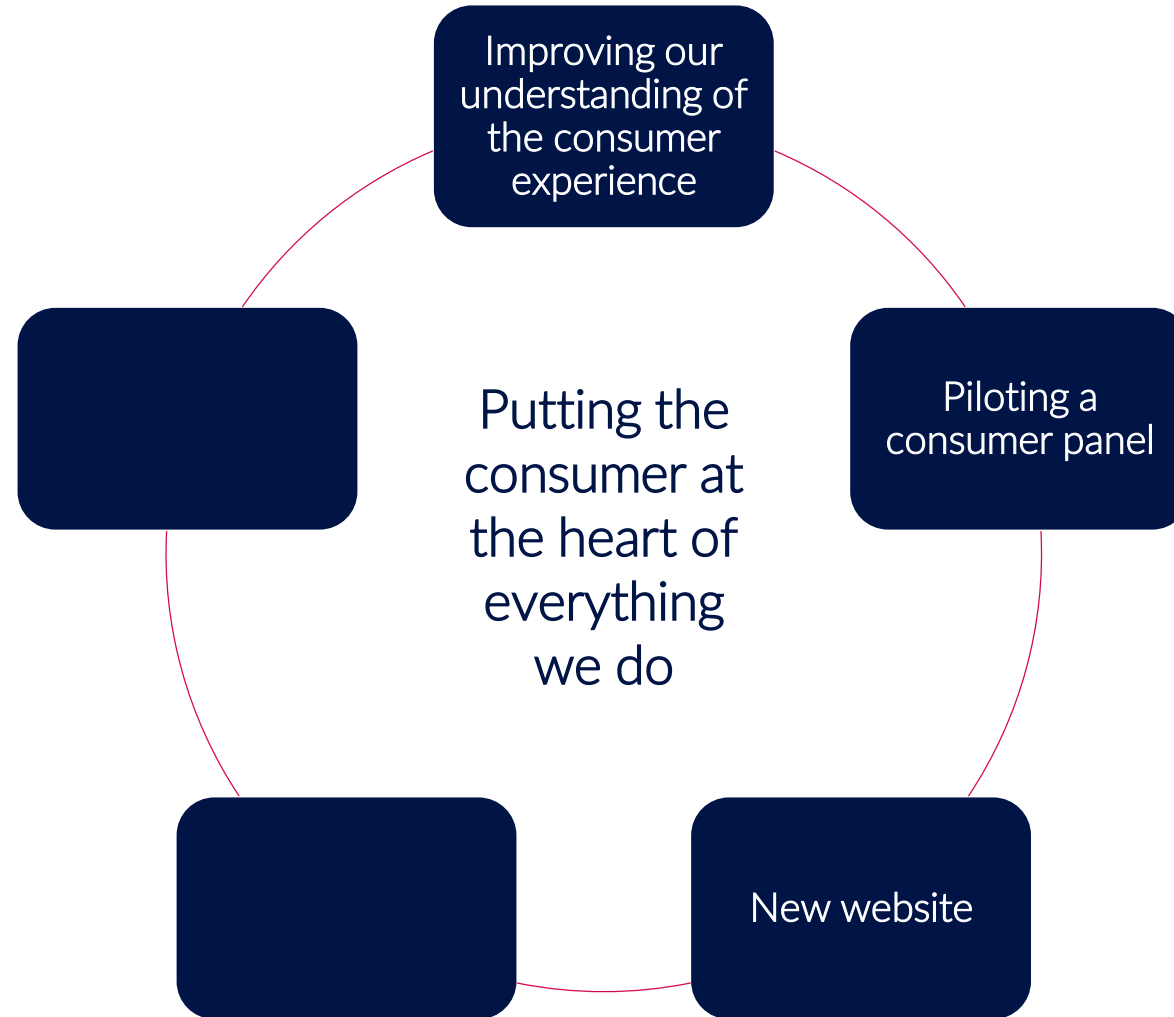 Improving our
understanding of
the consumer
experience
Piloting a
consumer panel
Putting the
consumer at
the heart of
everything
we do
New website